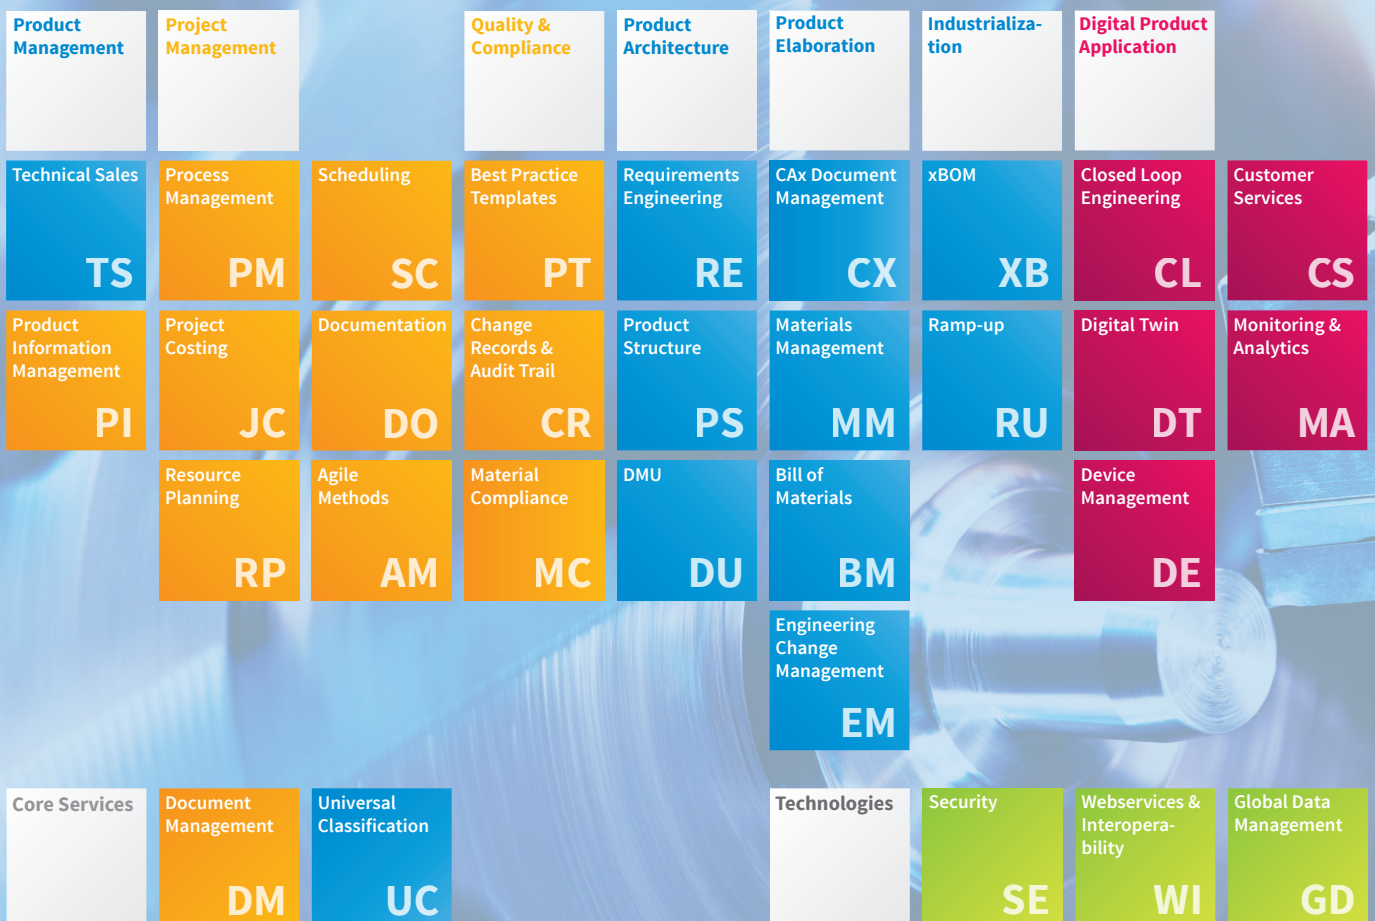 Product
Management
Project
Management
Quality &
Compliance
Product
Architecture
Product
Elaboration
Industrializa-
tion
Digital Product
Application
Technical Sales
TS
Process
Management
PM
Scheduling
SC
Best Practice
Templates
PT
Requirements
Engineering
RE
CAx Document
Management
CX
xBOM
XB
Closed Loop
Engineering
CL
Customer
Services
CS
Product
Information
Management
PI
Project
Costing
JC
Documentation
DO
Change
Records &
Audit Trail
CR
Product
Structure
PS
Materials
Management
MM
Ramp-up
RU
Digital Twin
DT
Monitoring &
Analytics
MA
Resource
Planning
RP
Agile
Methods
AM
Material
Compliance
MC
DMU
DU
Bill of
Materials
BM
Device
Management
DE
Engineering
Change
Management
EM
Core Services
Document
Management
DM
Universal
Classification
UC
Technologies
Security
SE
Webservices &
Interopera-
bility
WI
Global Data
Management
GD